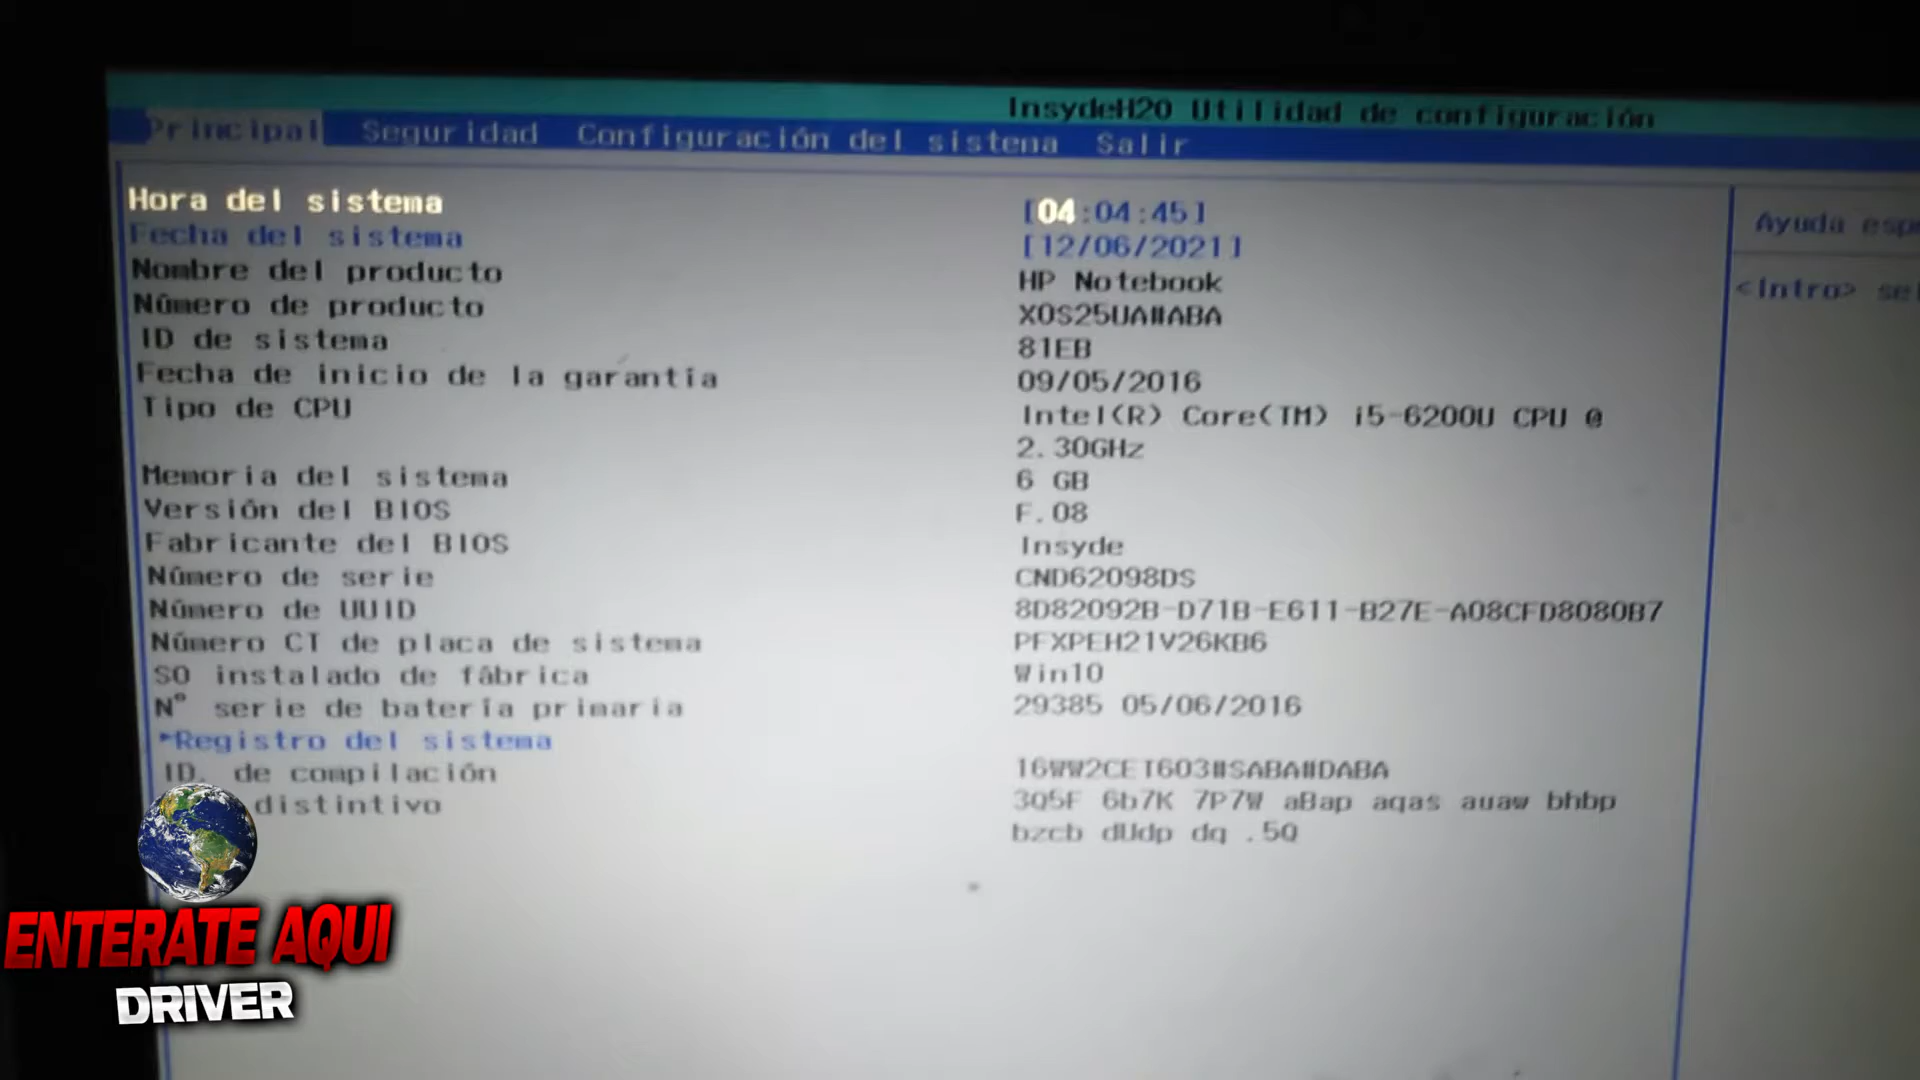 InsydeH20 Utilidad de configuración
Principal Seguridad Configuración del sistema Salir
Hora del sistema [04:04:45]
Fecha del sistema [12/06/2021]
Nombre del producto HP Notebook
Número de producto X0S25UA#ABA
ID de sistema 81EB
Fecha de inicio de la garantía 09/05/2016
Tipo de CPU Intel(R) Core(TM) i5-6200U CPU @
2.30GHz
Memoria del sistema 6 GB
Versión del BIOS F.08
Fabricante del BIOS Insyde
Número de serie CND62098DS
Número de UUID 8D82092B-D71B-E611-B27E-A08CFD8080B7
Número CT de placa de sistema PFXPEH21V26KB6
SO instalado de fábrica Win10
N° serie de batería primaria 29385 05/06/2016
►Registro del sistema
ID. de compilación 16WW2CET603#SABA#DABA
distintivo 3Q5F 6b7K 7P7W aBap aqas auaw bhbp
bzcb dUdp dq .5Q
Ayuda esp
<Intro> sel
ENTERATE AQUI
DRIVER